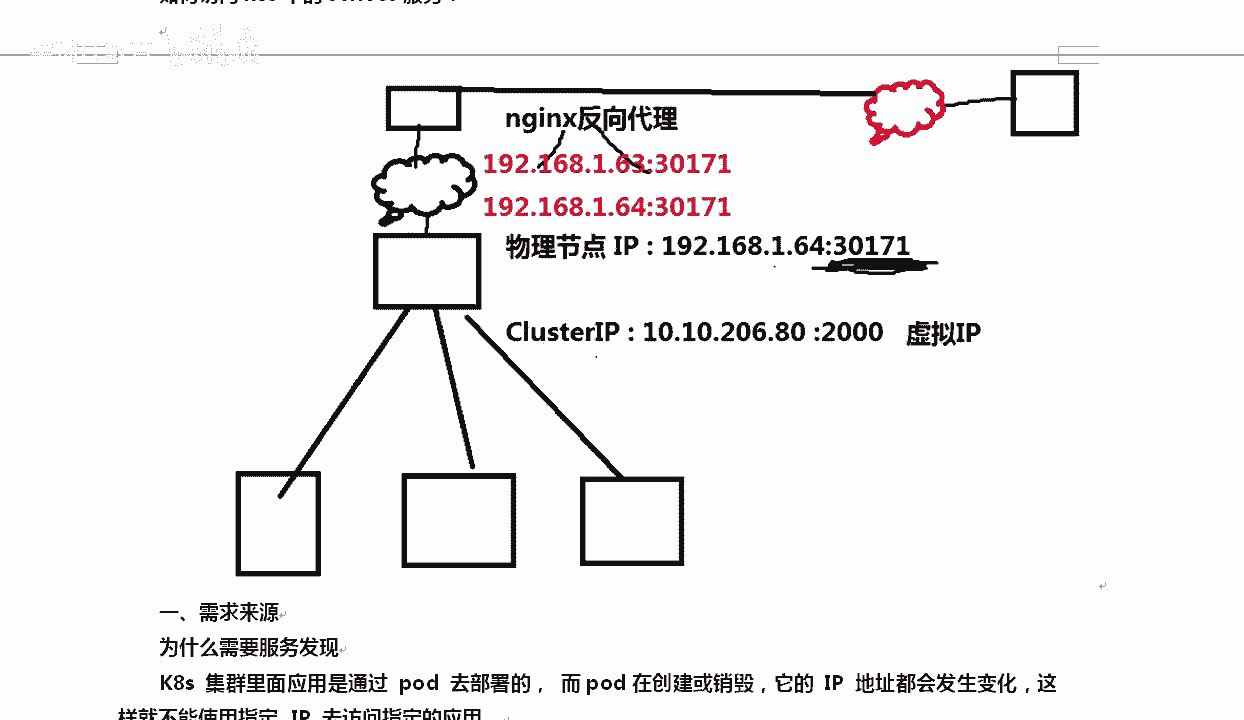 nginx反向代理
192.168.1.63:30171
192.168.1.64:30171
物理节点 IP : 192.168.1.64:30171
ClusterIP : 10.10.206.80 :2000 虚拟IP
一、需求来源
为什么需要服务发现
K8s 集群里面应用是通过 pod 去部署的， 而 pod 在创建或销毁，它的 IP 地址都会发生变化，这
样就不能使用指定 IP 去访问指定的应用